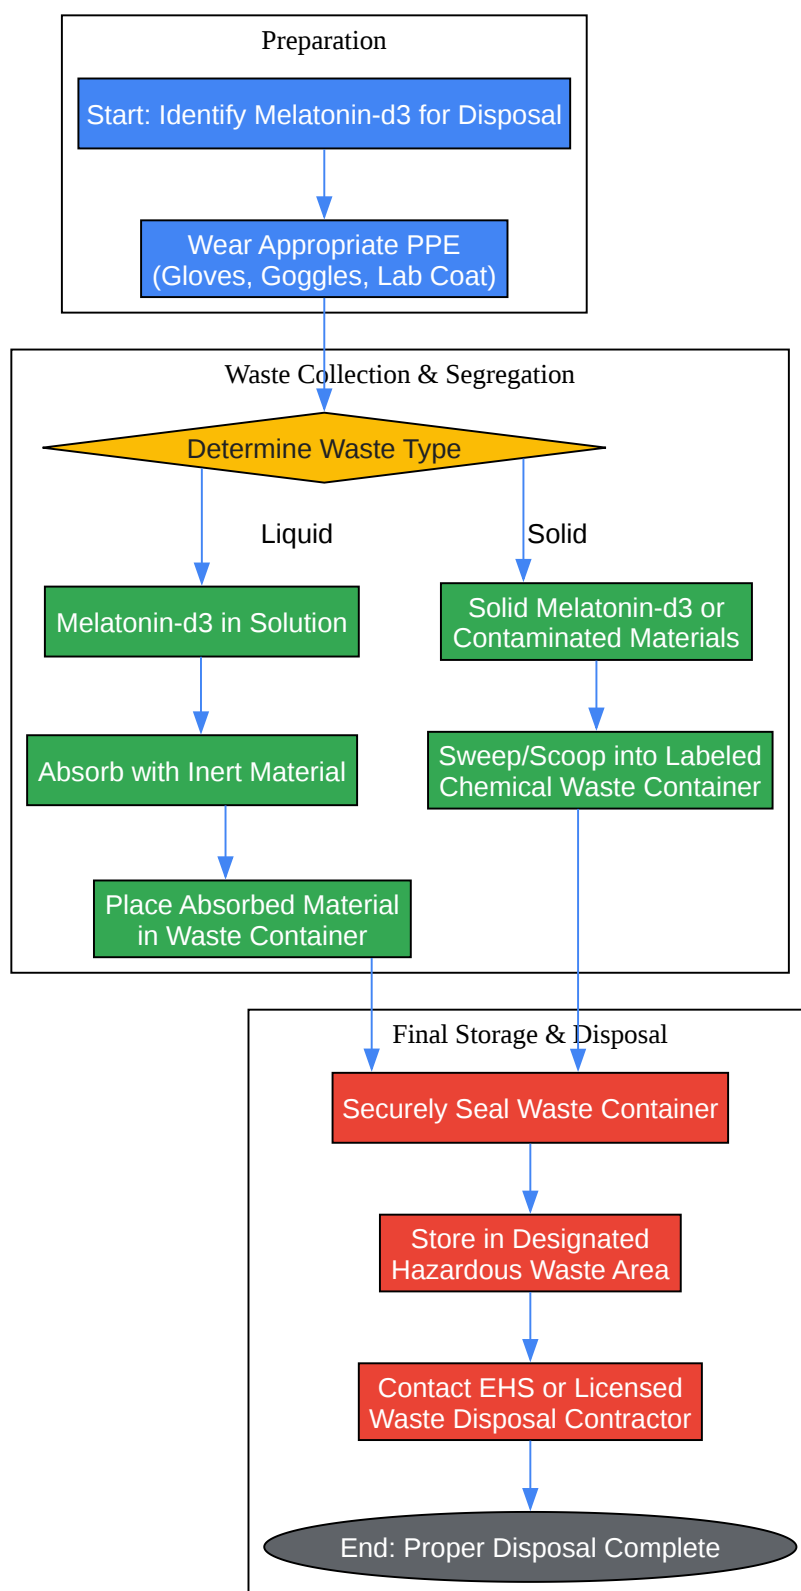 Preparation
Start: Identify Melatonin-d3 for Disposal
Wear Appropriate PPE
(Gloves, Goggles, Lab Coat)
Waste Collection & Segregation
Determine Waste Type
Liquid
Solid
Melatonin-d3 in Solution
Solid Melatonin-d3 or
Contaminated Materials
Absorb with Inert Material
Sweep/Scoop into Labeled
Chemical Waste Container
Place Absorbed Material
in Waste Container
Final Storage & Disposal
Securely Seal Waste Container
Store in Designated
Hazardous Waste Area
Contact EHS or Licensed
Waste Disposal Contractor
End: Proper Disposal Complete